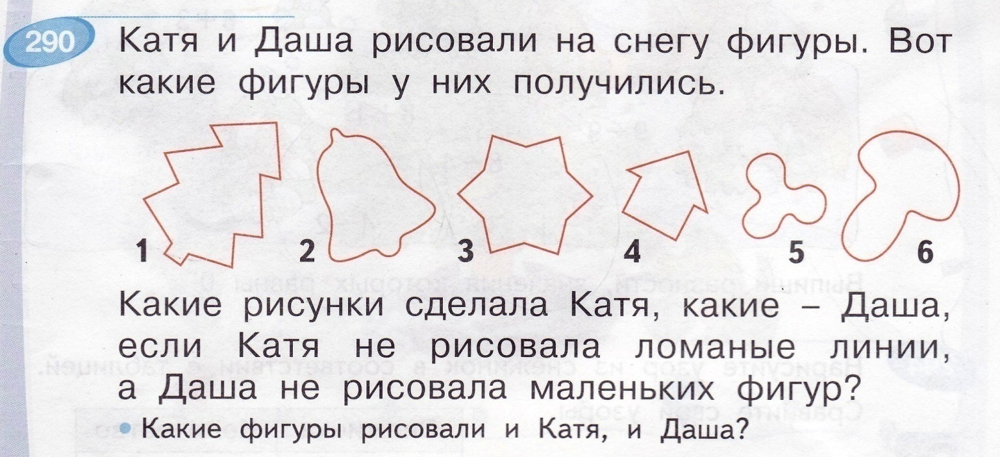 290 Катя и Даша рисовали на снегу фигуры. Вот
какие фигуры у них получились.
1 2 3 4 5 6
Какие рисунки сделала Катя, какие – Даша,
если Катя не рисовала ломаные линии,
а Даша не рисовала маленьких фигур?
• Какие фигуры рисовали и Катя, и Даша?